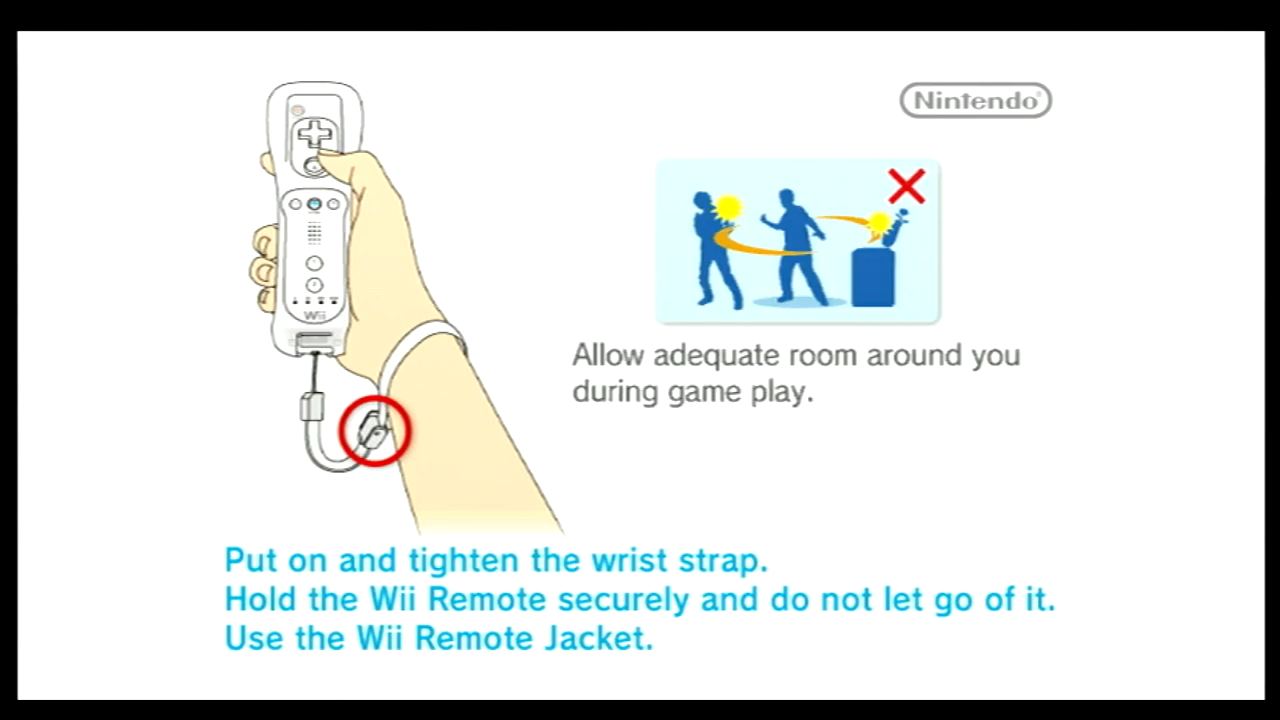 Nintendo®
Allow adequate room around you
during game play.
Wii
Put on and tighten the wrist strap.
Hold the Wii Remote securely and do not let go of it.
Use the Wii Remote Jacket.